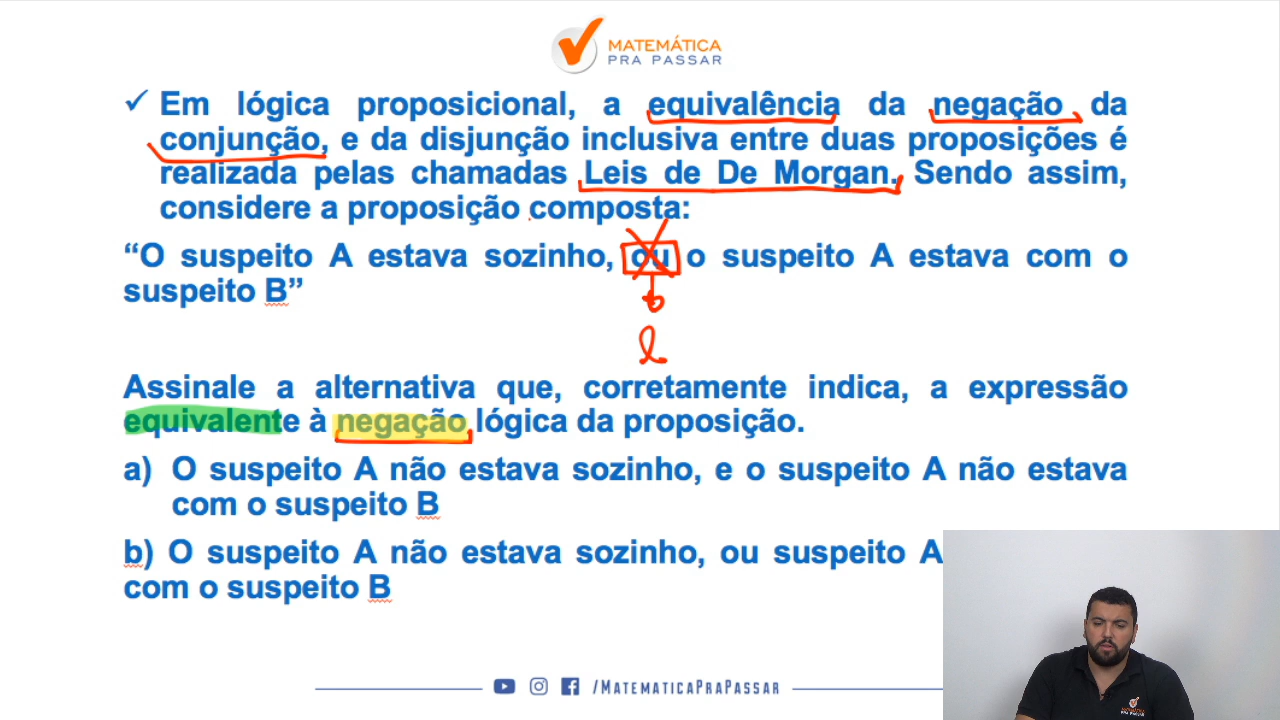 MATEMÁTICA
PRA PASSAR
✓ Em lógica proposicional, a equivalência da negação da
conjunção, e da disjunção inclusiva entre duas proposições é
realizada pelas chamadas Leis de De Morgan. Sendo assim,
considere a proposição composta:
“O suspeito A estava sozinho, ou o suspeito A estava com o
suspeito B”
Assinale a alternativa que, corretamente indica, a expressão
equivalente à negação lógica da proposição.
a) O suspeito A não estava sozinho, e o suspeito A não estava
com o suspeito B
b) O suspeito A não estava sozinho, ou suspeito A
com o suspeito B
/MATEMATICAPRAPASSAR
MATEMÁTICA
PRA PASSAR